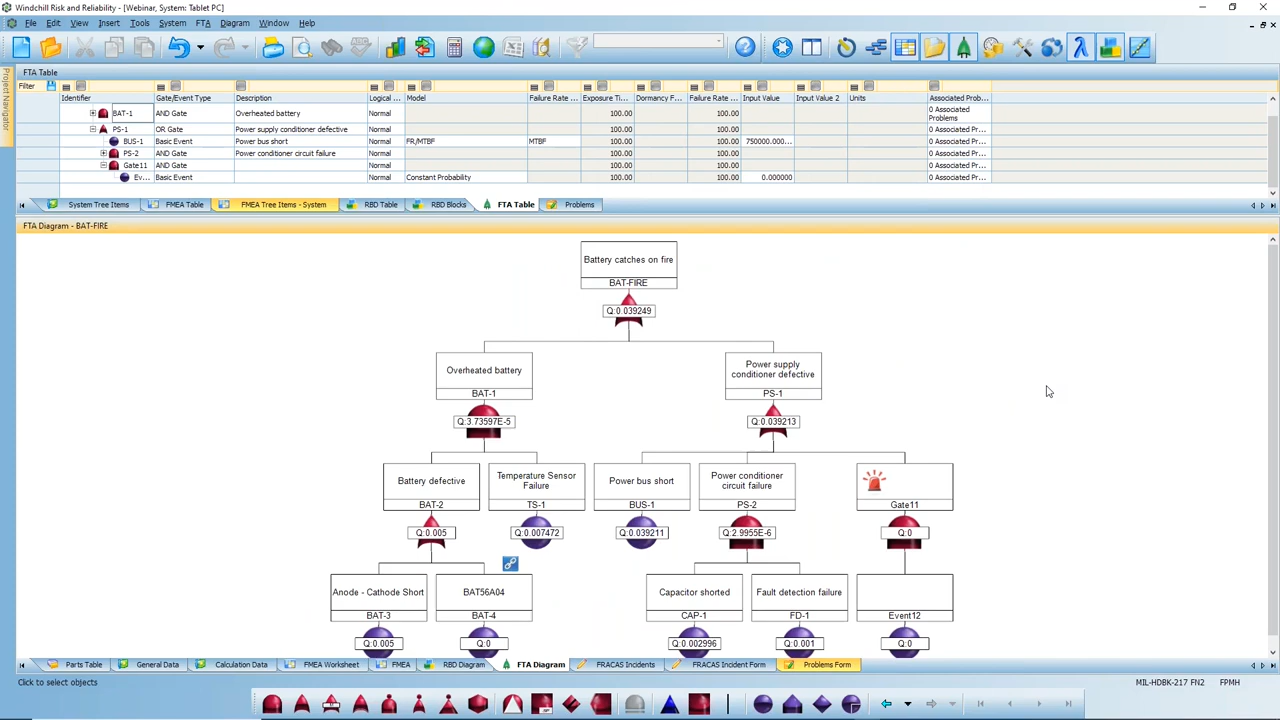 Windchill Risk and Reliability - [Webinar, System: Tablet PC]
File Edit View Insert Tools System FTA Diagram Window Help
Project Navigator
FTA Table
Filter
Identifier Gate/Event Type Description Logical ... Model Failure Rate ... Exposure Ti... Dormancy F... Failure Rate ... Input Value Input Value 2 Units Associated Prob...
BAT-1 AND Gate Overheated battery Normal 100.00 100.00 0 Associated Problems
PS-1 OR Gate Power supply conditioner defective Normal 100.00 100.00 0 Associated Pr...
BUS-1 Basic Event Power bus short Normal FR/MTBF MTBF 100.00 100.00 750000.000... 0 Associated Pr...
PS-2 AND Gate Power conditioner circuit failure Normal 100.00 100.00 0 Associated Pr...
Gate11 AND Gate Normal 100.00 100.00 0 Associated Pr...
Ev... Basic Event Normal Constant Probability 100.00 100.00 0.000000 0 Associated Pr...
System Tree Items FMEA Table FMEA Tree Items - System RBD Table RBD Blocks FTA Table Problems
FTA Diagram - BAT-FIRE
Battery catches on fire
BAT-FIRE
Q:0.039249
Overheated battery
BAT-1
Q:3.73597E-5
Power supply
conditioner defective
PS-1
Q:0.039213
Battery defective
BAT-2
Q:0.005
Temperature Sensor
Failure
TS-1
Q:0.007472
Power bus short
BUS-1
Q:0.039211
Power conditioner
circuit failure
PS-2
Q:2.9955E-6
Gate11
Q:0
Anode - Cathode Short
BAT-3
Q:0.005
BAT56A04
BAT-4
Q:0
Capacitor shorted
CAP-1
Q:0.002996
Fault detection failure
FD-1
Q:0.001
Event12
Q:0
Parts Table General Data Calculation Data FMEA Worksheet FMEA RBD Diagram FTA Diagram FRACAS Incidents FRACAS Incident Form Problems Form
Click to select objects MIL-HDBK-217 FN2 FPMH